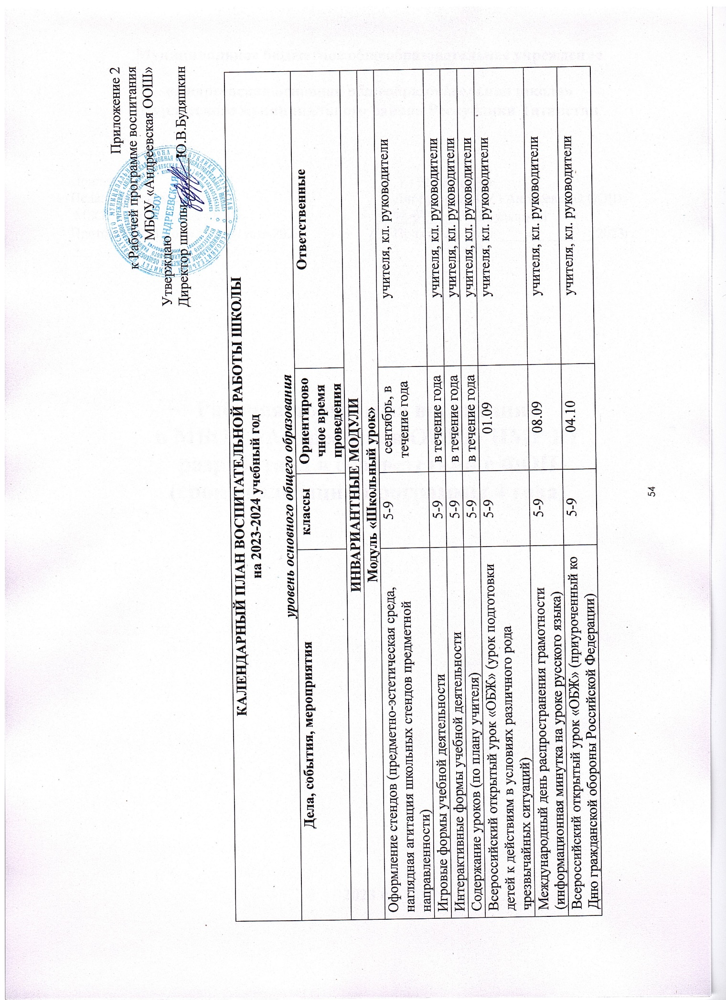 Приложение 2
к Рабочей программе воспитания
МБОУ «Андреевская ООШ»
Утверждаю
Директор школы Ю.В.Будяшкин
МБОУ
АНДРЕЕВСКАЯ
КАЛЕНДАРНЫЙ ПЛАН ВОСПИТАТЕЛЬНОЙ РАБОТЫ ШКОЛЫ
на 2023-2024 учебный год
уровень основного общего образования
Дела, события, мероприятия
классы
Ориентирово
чное время
проведения
Ответственные
ИНВАРИАНТНЫЕ МОДУЛИ
Модуль «Школьный урок»
Оформление стендов (предметно-эстетическая среда,
наглядная агитация школьных стендов предметной
направленности)
5-9
сентябрь, в
течение года
учителя, кл. руководители
Игровые формы учебной деятельности
5-9
в течение года
учителя, кл. руководители
Интерактивные формы учебной деятельности
5-9
в течение года
учителя, кл. руководители
Содержание уроков (по плану учителя)
5-9
в течение года
учителя, кл. руководители
Всероссийский открытый урок «ОБЖ» (урок подготовки
детей к действиям в условиях различного рода
чрезвычайных ситуаций)
5-9
01.09
учителя, кл. руководители
Международный день распространения грамотности
(информационная минутка на уроке русского языка)
5-9
08.09
учителя, кл. руководители
Всероссийский открытый урок «ОБЖ» (приуроченный ко
Дню гражданской обороны Российской Федерации)
5-9
04.10
учителя, кл. руководители
54